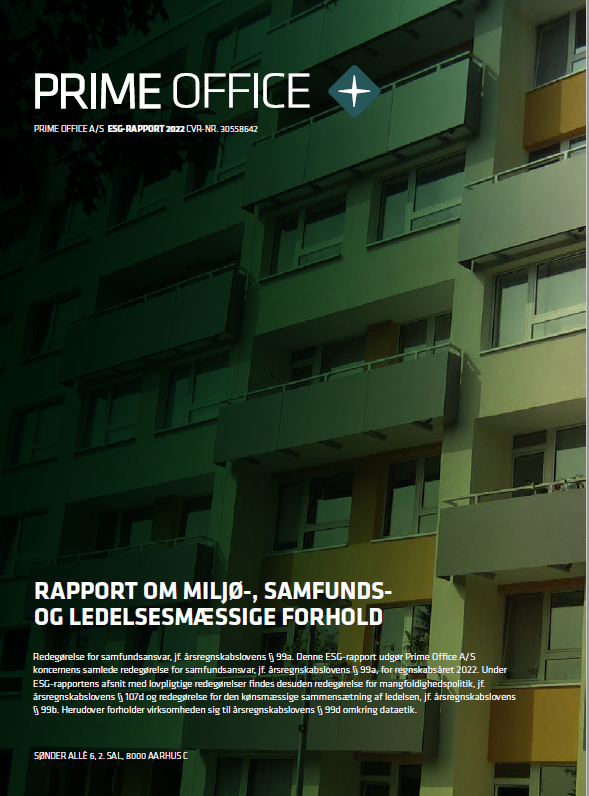 PRIME OFFICE
PRIME OFFICE A/S ESG-RAPPORT 2022 CVR-NR. 30558642
RAPPORT OM MILJØ-, SAMFUNDS-
OG LEDELSESMÆSSIGE FORHOLD
Redegørelse for samfundsansvar, jf. årsregnskabslovens § 99a. Denne ESG-rapport udgør Prime Office A/S
koncernens samlede redegørelse for samfundsansvar, jf. årsregnskabslovens § 99a, for regnskabsåret 2022. Under
ESG-rapportens afsnit med lovpligtige redegørelser findes desuden redegørelse for mangfoldighedspolitik, jf.
årsregnskabslovens § 107d og redegørelse for den kønsmæssige sammensætning af ledelsen, jf. årsregnskabslovens
§ 99b. Herudover forholder virksomheden sig til årsregnskabslovens § 99d omkring dataetik.
SØNDER ALLÉ 6, 2. SAL, 8000 AARHUS C